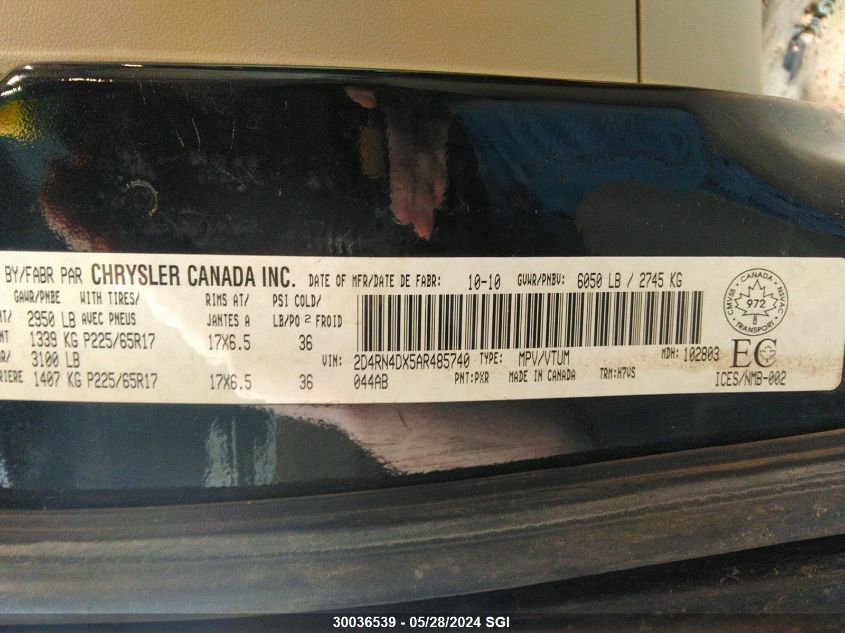 BY/FABR PAR CHRYSLER CANADA INC. DATE OF MFR/DATE DE FABR: 10-10 GVWR/PNBV: 6050 LB / 2745 KG
GAWR/PNBE WITH TIRES/ RIMS AT/ PSI COLD/
2950 LB AVEC PNEUS JANTES A LB/PO 2 FROID
1339 KG P225/65R17 17X6.5 36
3100 LB
1407 KG P225/65R17 17X6.5 36
VIN: 2D4RN4DX5AR485740 TYPE: MPV/VTUM MDH: 102803
044AB PNT: PXR MADE IN CANADA TRM: H7VS
CANADA
CMVSS NSVAC
972
TRANSPORT
EC
ICES/NMB-002
30036539 - 05/28/2024 SGI